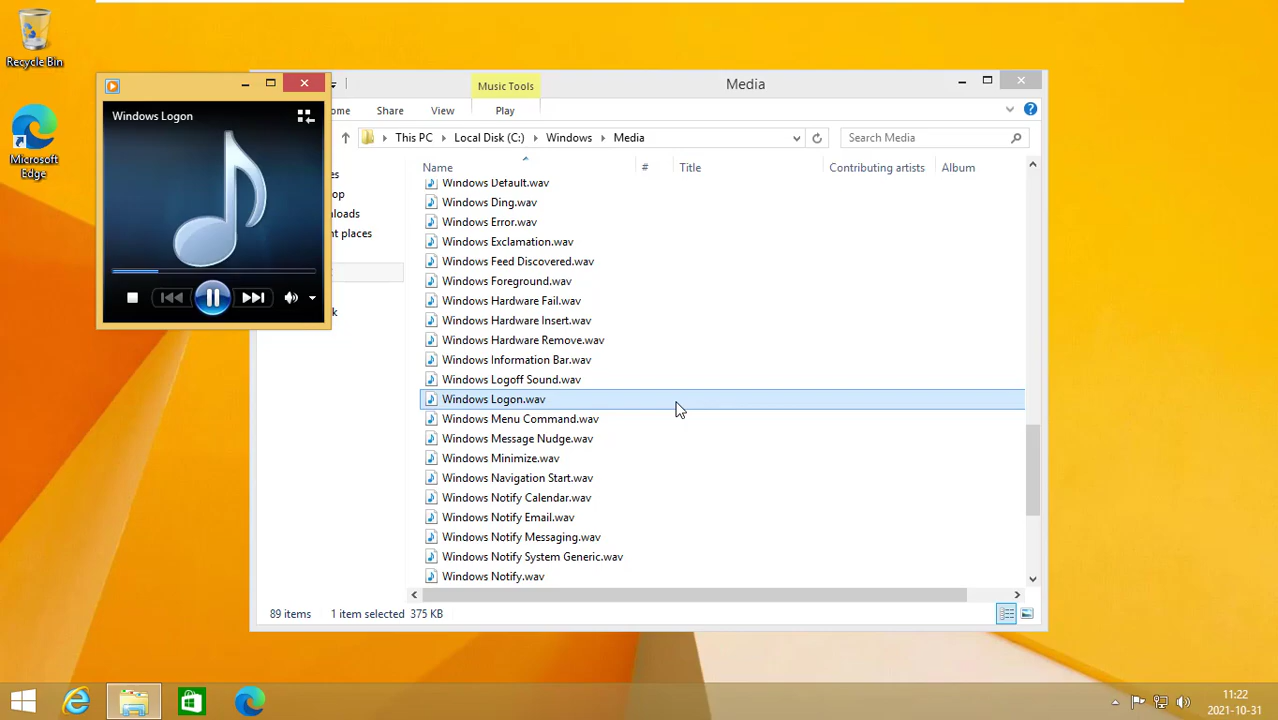 Recycle Bin
Microsoft
Edge
Windows Logon
Music Tools
Media
ome
Share
View
Play
This PC
Local Disk (C:)
Windows
Media
Search Media
Name
#
Title
Contributing artists
Album
es
op
loads
nt places
k
Windows Default.wav
Windows Ding.wav
Windows Error.wav
Windows Exclamation.wav
Windows Feed Discovered.wav
Windows Foreground.wav
Windows Hardware Fail.wav
Windows Hardware Insert.wav
Windows Hardware Remove.wav
Windows Information Bar.wav
Windows Logoff Sound.wav
Windows Logon.wav
Windows Menu Command.wav
Windows Message Nudge.wav
Windows Minimize.wav
Windows Navigation Start.wav
Windows Notify Calendar.wav
Windows Notify Email.wav
Windows Notify Messaging.wav
Windows Notify System Generic.wav
Windows Notify.wav
89 items
1 item selected 375 KB
11:22
2021-10-31